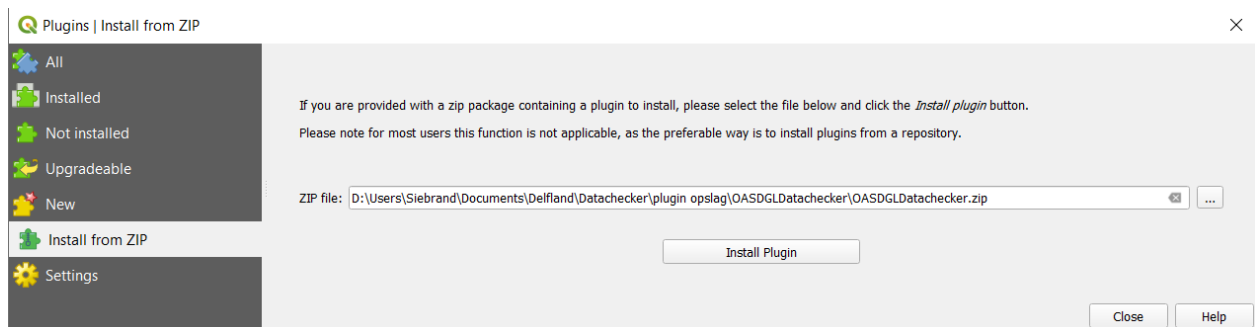 Plugins | Install from ZIP
All
Installed
Not installed
Upgradeable
New
Install from ZIP
Settings
If you are provided with a zip package containing a plugin to install, please select the file below and click the Install plugin button.
Please note for most users this function is not applicable, as the preferable way is to install plugins from a repository.
ZIP file: D:\Users\Siebrand\Documents\Delfland\Datachecker\plugin opslag\OASDGLDatachecker\OASDGLDatachecker.zip
...
Install Plugin
Close Help